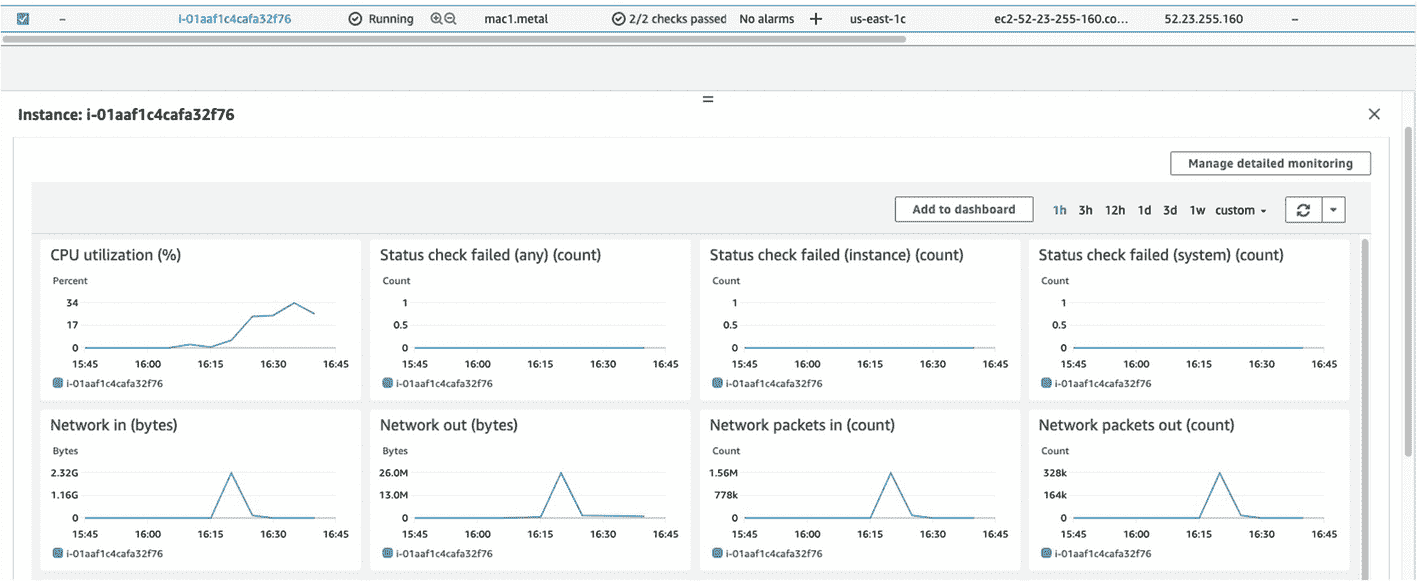 – i-01aaf1c4cafa32f76 Running mac1.metal 2/2 checks passed No alarms + us-east-1c ec2-52-23-255-160.co... 52.23.255.160 –
Instance: i-01aaf1c4cafa32f76
Manage detailed monitoring
Add to dashboard 1h 3h 12h 1d 3d 1w custom
CPU utilization (%)
Percent
34
17
0
15:45 16:00 16:15 16:30 16:45
i-01aaf1c4cafa32f76
Status check failed (any) (count)
Count
1
0.5
0
15:45 16:00 16:15 16:30 16:45
i-01aaf1c4cafa32f76
Status check failed (instance) (count)
Count
1
0.5
0
15:45 16:00 16:15 16:30 16:45
i-01aaf1c4cafa32f76
Status check failed (system) (count)
Count
1
0.5
0
15:45 16:00 16:15 16:30 16:45
i-01aaf1c4cafa32f76
Network in (bytes)
Bytes
2.32G
1.16G
0
15:45 16:00 16:15 16:30 16:45
i-01aaf1c4cafa32f76
Network out (bytes)
Bytes
26.0M
13.0M
0
15:45 16:00 16:15 16:30 16:45
i-01aaf1c4cafa32f76
Network packets in (count)
Count
1.56M
778k
0
15:45 16:00 16:15 16:30 16:45
i-01aaf1c4cafa32f76
Network packets out (count)
Count
328k
164k
0
15:45 16:00 16:15 16:30 16:45
i-01aaf1c4cafa32f76